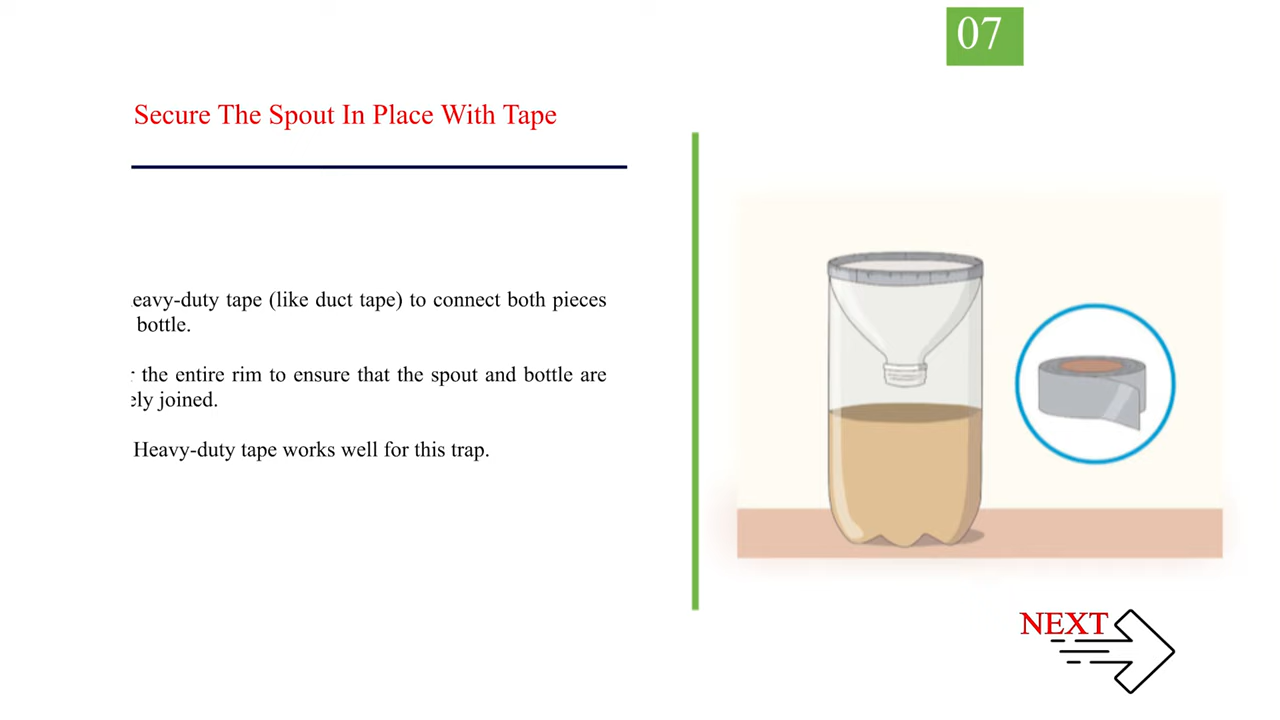 07
Secure The Spout In Place With Tape
eavy-duty tape (like duct tape) to connect both pieces
bottle.
the entire rim to ensure that the spout and bottle are
ely joined.
Heavy-duty tape works well for this trap.
NEXT